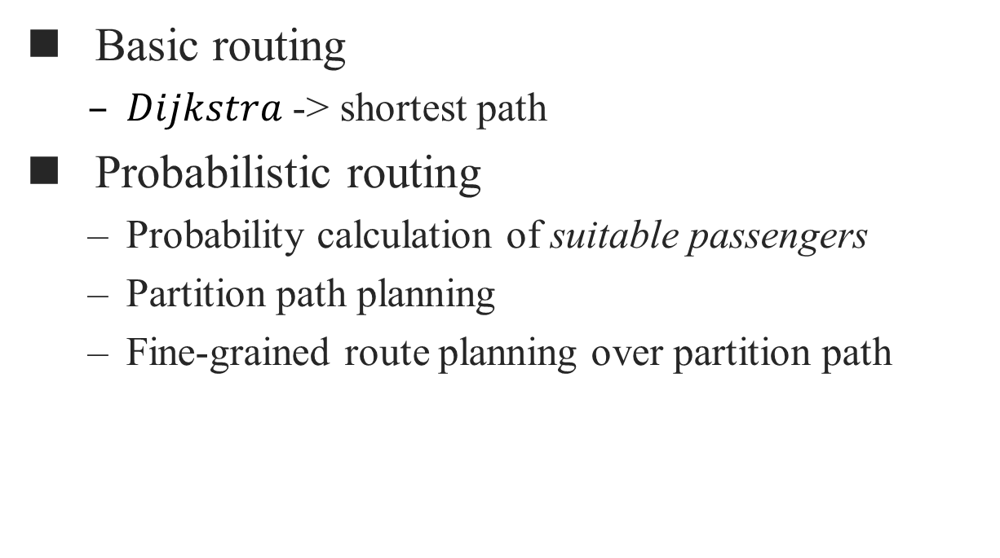 ■ Basic routing
– Dijkstra -> shortest path
■ Probabilistic routing
– Probability calculation of suitable passengers
– Partition path planning
– Fine-grained route planning over partition path